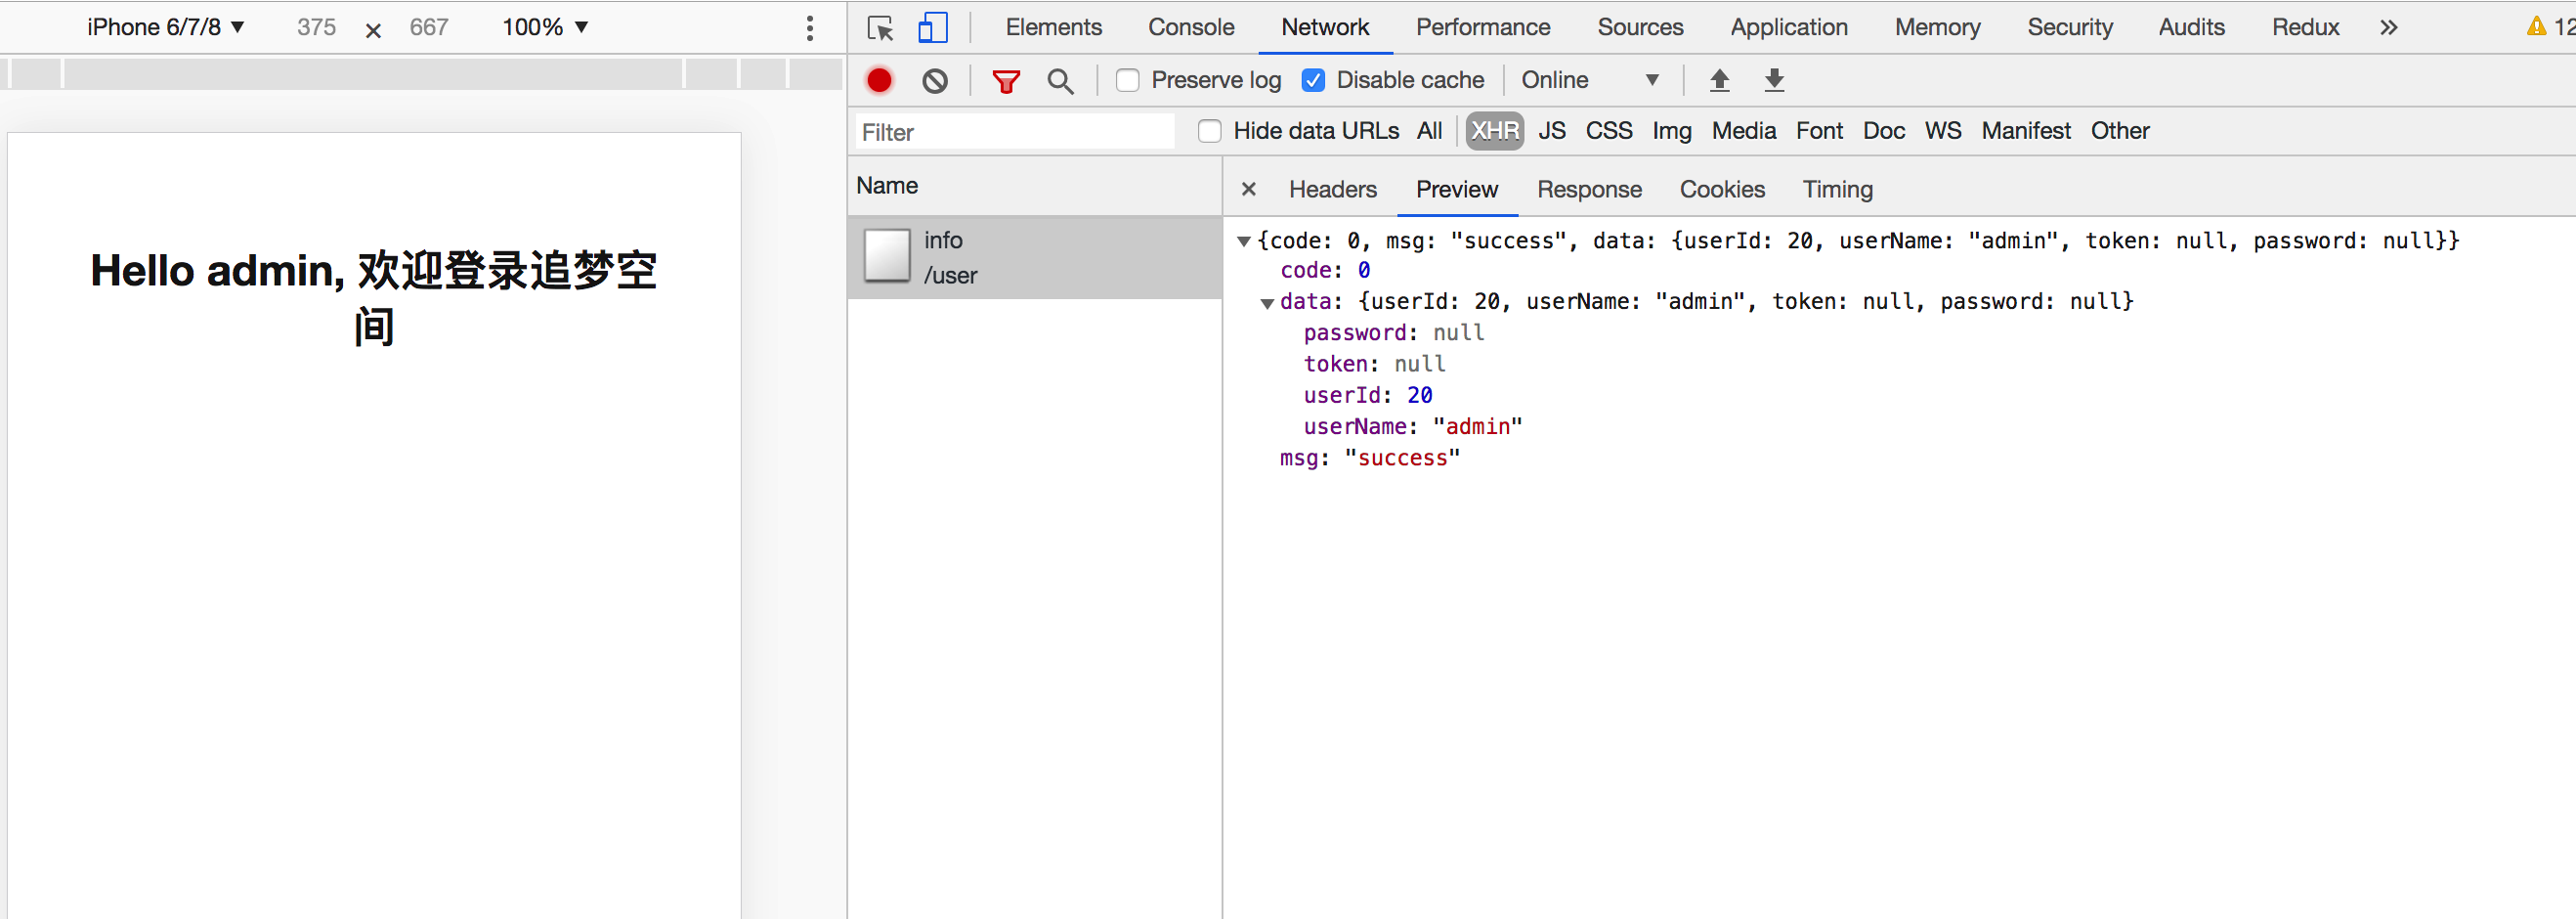 iPhone 6/7/8 ▼ 375 × 667 100% ▼
Elements Console Network Performance Sources Application Memory Security Audits Redux » 12
Preserve log Disable cache Online ▼
Filter Hide data URLs All XHR JS CSS Img Media Font Doc WS Manifest Other
Name
× Headers Preview Response Cookies Timing
info
/user
▼{code: 0, msg: "success", data: {userId: 20, userName: "admin", token: null, password: null}}
code: 0
▼data: {userId: 20, userName: "admin", token: null, password: null}
password: null
token: null
userId: 20
userName: "admin"
msg: "success"
Hello admin, 欢迎登录追梦空
间